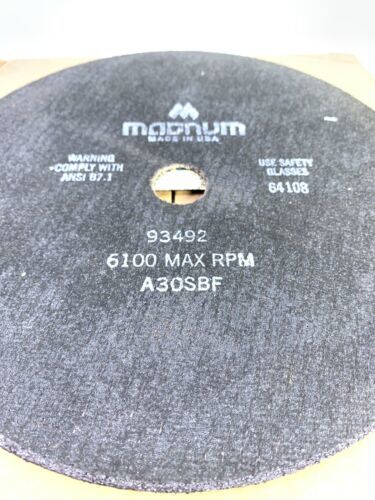 magnum
MADE IN USA
WARNING
•COMPLY WITH
ANSI B7.1
USE SAFETY
GLASSES
64108
93492
6100 MAX RPM
A30SBF